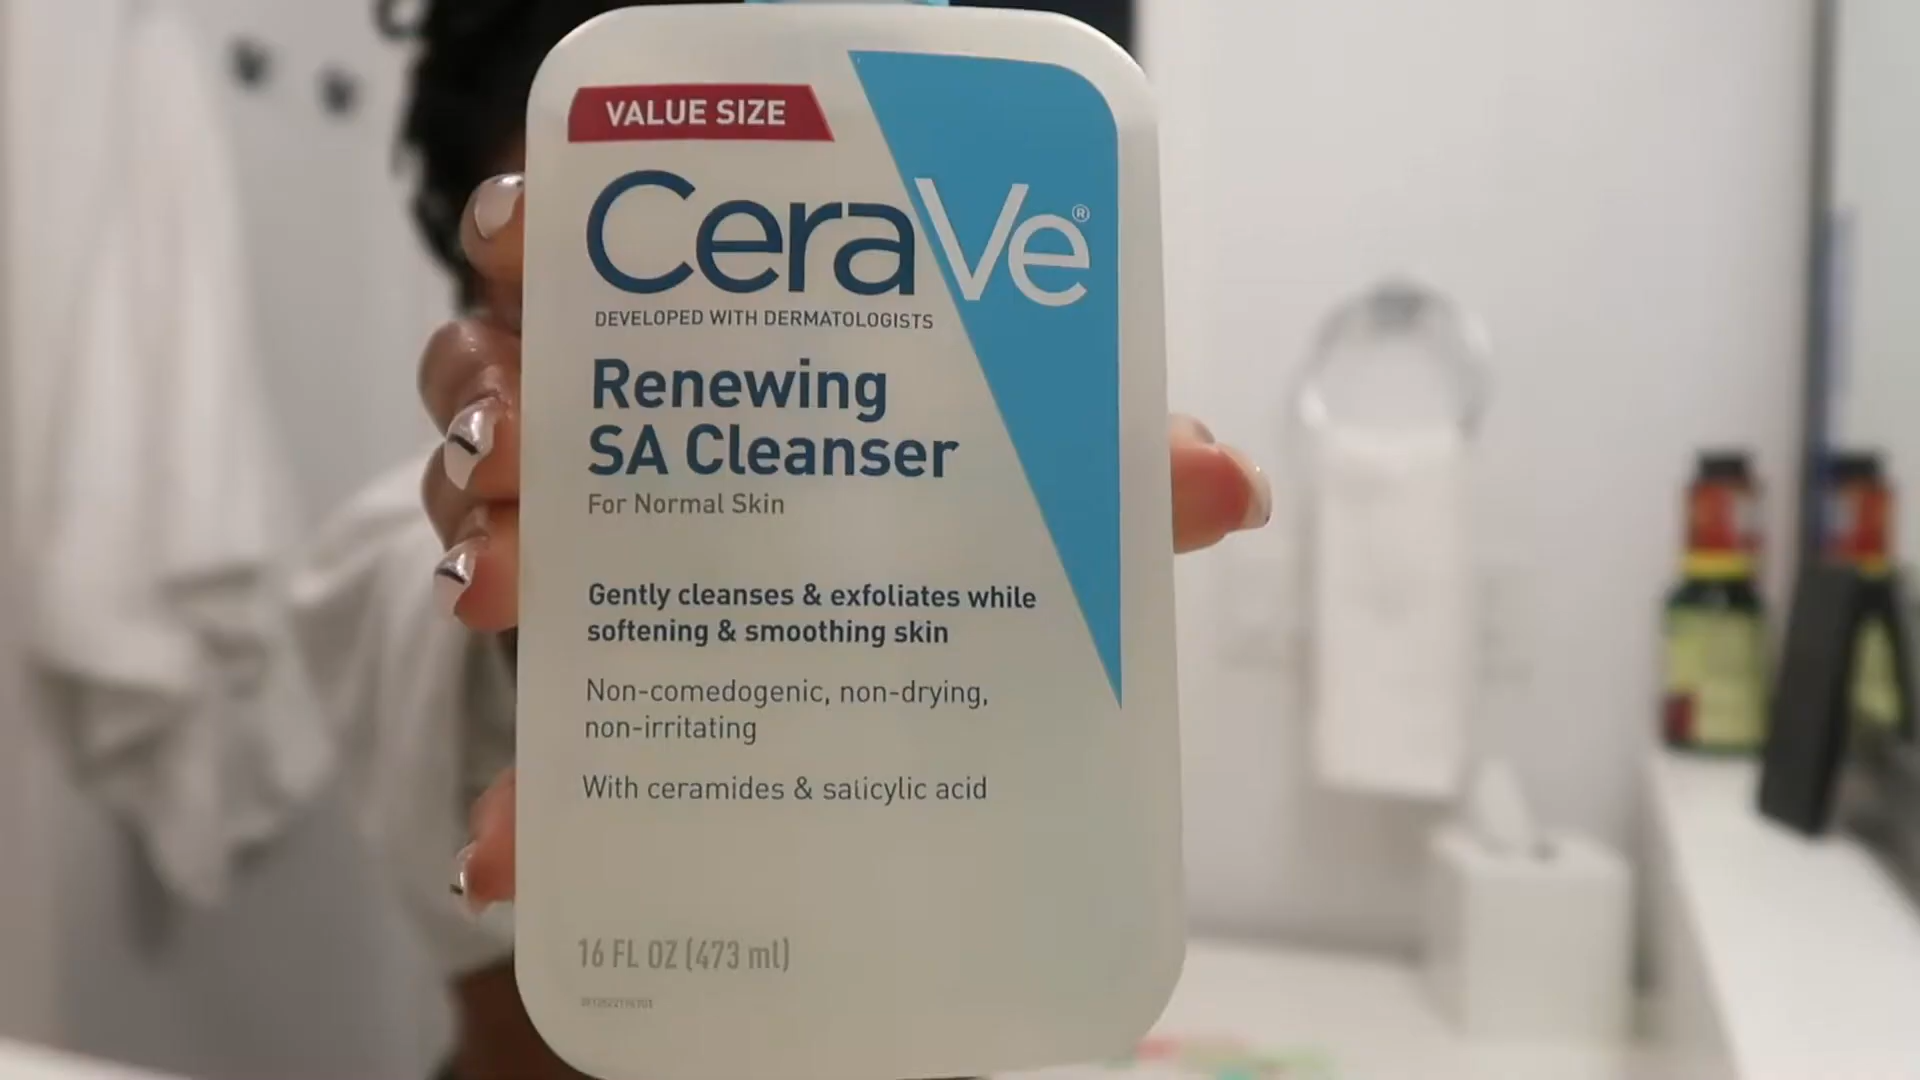 VALUE SIZE
CeraVe®
DEVELOPED WITH DERMATOLOGISTS
Renewing
SA Cleanser
For Normal Skin
Gently cleanses & exfoliates while
softening & smoothing skin
Non-comedogenic, non-drying,
non-irritating
With ceramides & salicylic acid
16 FL OZ (473 ml)